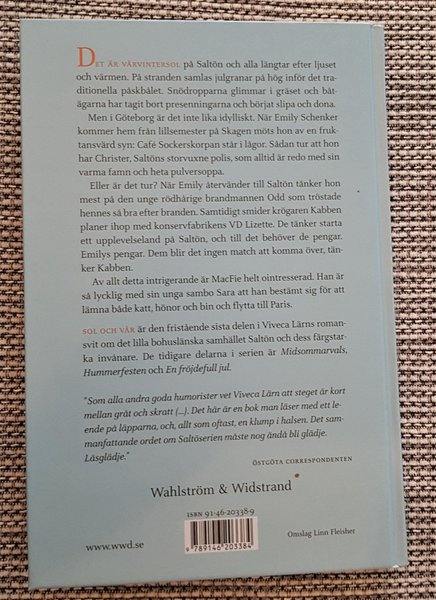 DET ÄR VÅRVINTERSOL på Saltön och alla längtar efter ljuset
och värmen. På stranden samlas julgranar på hög inför det tra-
ditionella påskbålet. Snödropparna glimmar i gräset och båt-
ägarna har tagit bort presenningarna och börjat slipa och dona.
Men i Göteborg är det inte lika idylliskt. När Emily Schenker
kommer hem från lillsemester på Skagen möts hon av en fruk-
tansvärd syn: Café Sockerskorpan står i lågor. Sådan tur att hon
har Christer, Saltöns storvuxne polis, som alltid är redo med sin
varma famn och heta pulversoppa.
Eller är det tur? När Emily återvänder till Saltön tänker hon
mest på den unge rödhårige brandmannen Odd som tröstade
hennes så bra efter branden. Samtidigt smider krögaren Kabben
planer ihop med konservfabrikens VD Lizette. De tänker starta
ett upplevelseland på Saltön, och till det behöver de pengar.
Emilys pengar. Dem blir det ingen match att komma över, tän-
ker Kabben.
Av allt detta intrigerande är MacFie helt ointresserad. Han är
så lycklig med sin unga sambo Sara att han bestämt sig för att
lämna både katt, hönor och bin och flytta till Paris.
SOL OCH VÅR är den fristående sista delen i Viveca Lärns roman-
svit om det lilla bohuslänska samhället Saltön och dess färgstar-
ka invånare. De tidigare delarna i serien är Midsommarvals,
Hummerfesten och En fröjdefull jul.
"Som alla andra goda humorister vet Viveca Lärn att steget är kort
mellan gråt och skratt (...). Det här är en bok man läser med ett le-
ende på läpparna, och, allt som oftast, en klump i halsen. Det sam-
manfattande ordet om Saltöserien måste nog ändå bli glädje.
Läsglädje."
ÖSTGÖTA CORRESPONDENTEN
Wahlström & Widstrand
ISBN 91-46-20338-9
9 789146 203384
www.wwd.se
Omslag Linn Fleisher